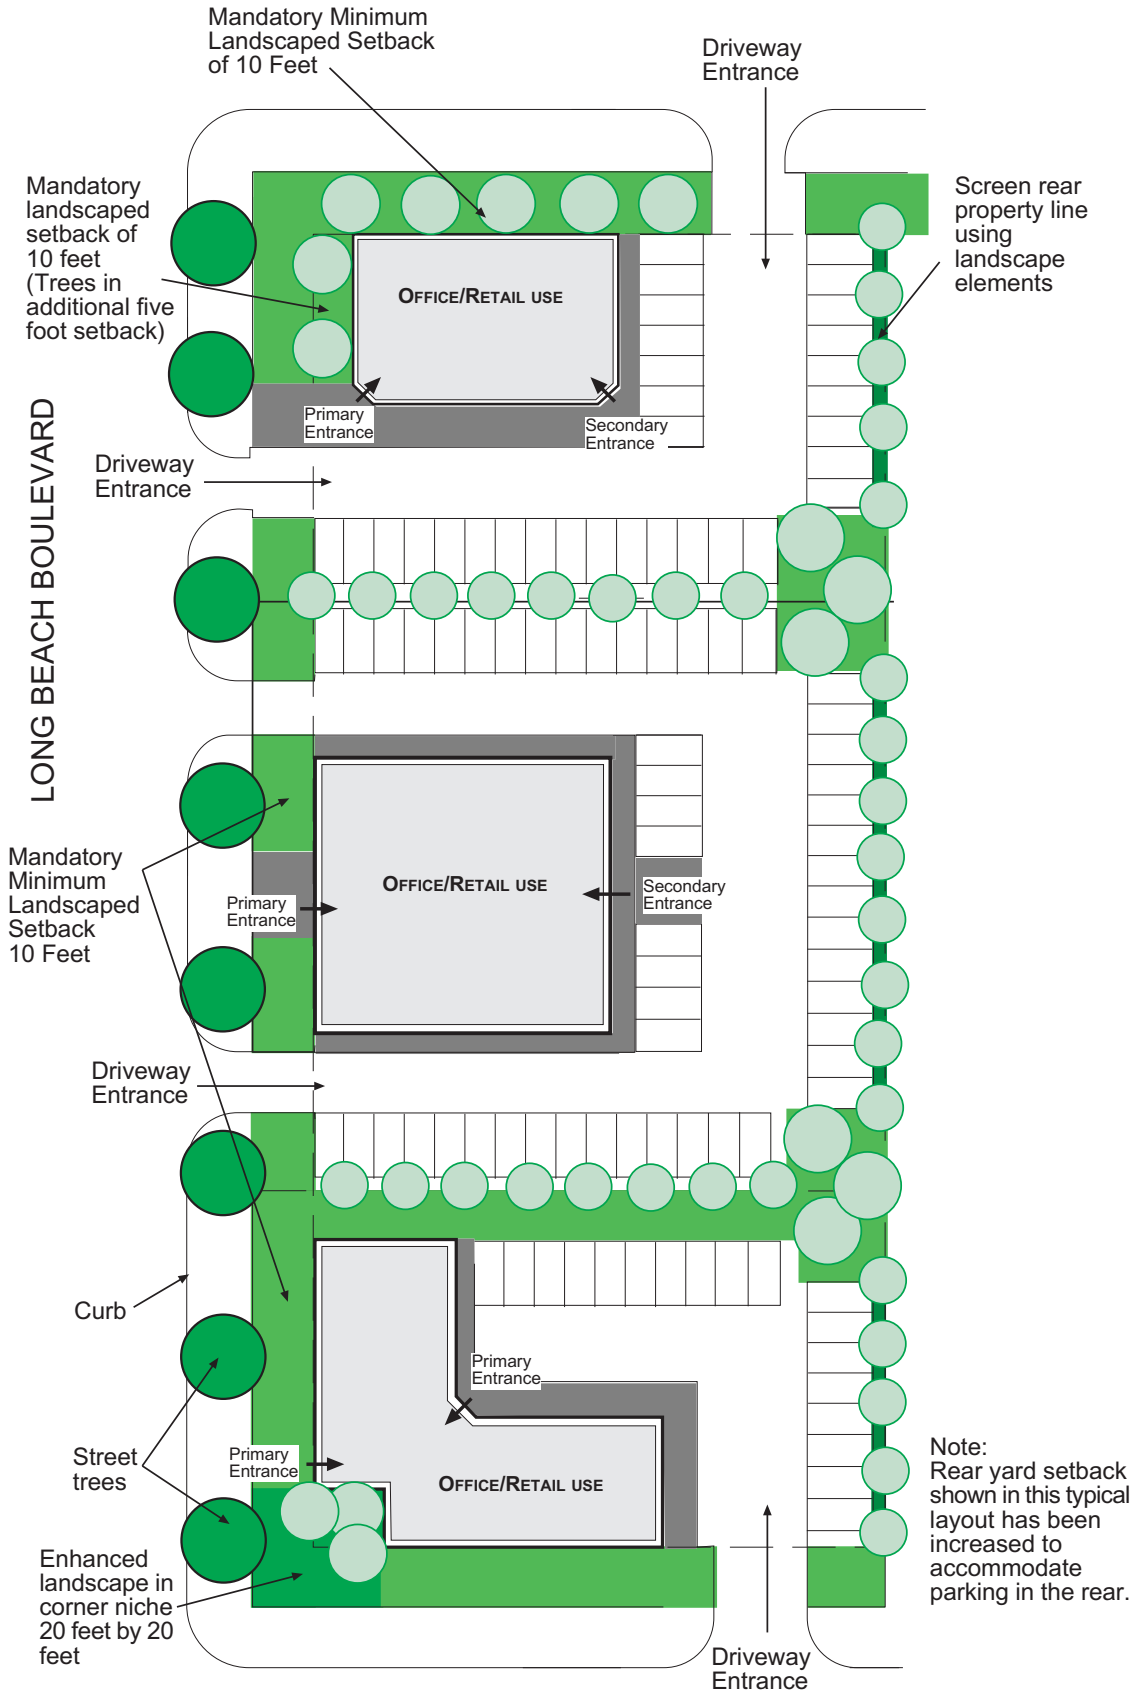 Mandatory Minimum
Landscaped Setback
of 10 Feet
Driveway
Entrance
Mandatory
landscaped
setback of
10 feet
(Trees in
additional five
foot setback)
Screen rear
property line
using
landscape
elements
OFFICE/RETAIL USE
Primary
Entrance
Secondary
Entrance
Driveway
Entrance
LONG BEACH BOULEVARD
Mandatory
Minimum
Landscaped
Setback
10 Feet
OFFICE/RETAIL USE
Primary
Entrance
Secondary
Entrance
Driveway
Entrance
Curb
Primary
Entrance
Street
trees
Primary
Entrance
OFFICE/RETAIL USE
Note:
Rear yard setback
shown in this typical
layout has been
increased to
accommodate
parking in the rear.
Enhanced
landscape in
corner niche
20 feet by 20
feet
Driveway
Entrance